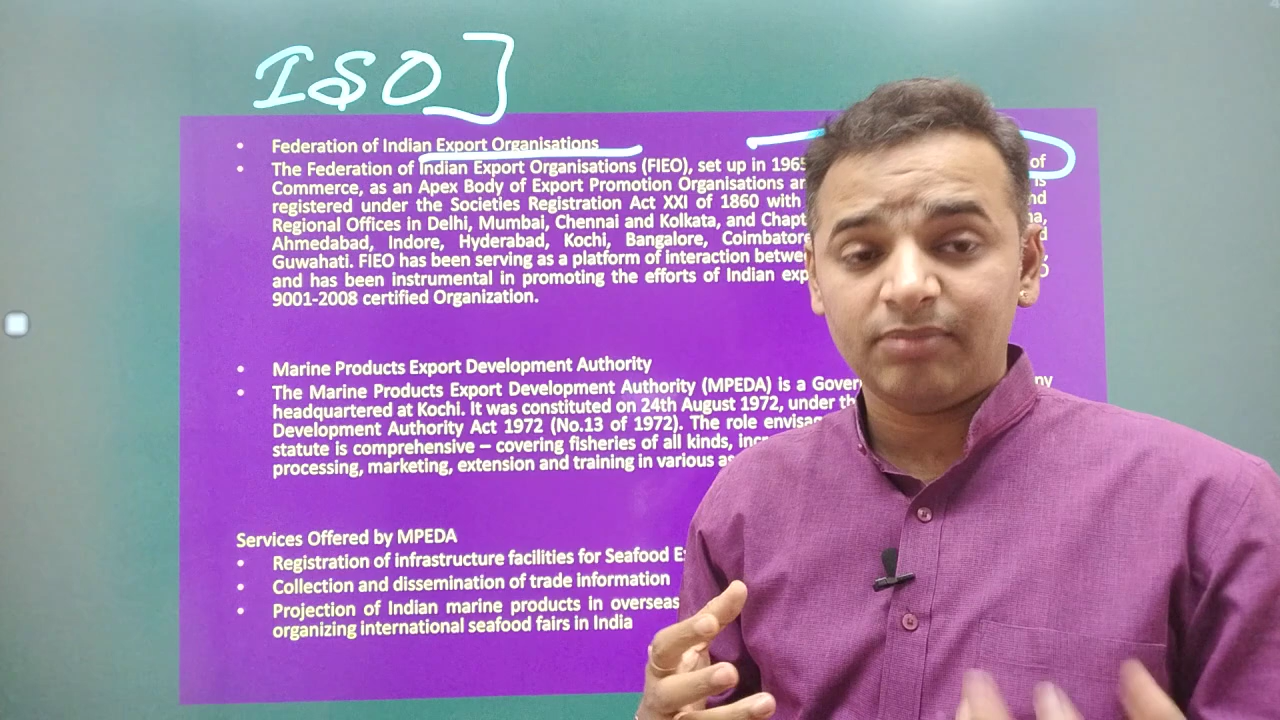 ISO]
• Federation of Indian Export Organisations
• The Federation of Indian Export Organisations (FIEO), set up in 1965 of
Commerce, as an Apex Body of Export Promotion Organisations is
registered under the Societies Registration Act XXI of 1860 with
Regional Offices in Delhi, Mumbai, Chennai and Kolkata, and
Ahmedabad, Indore, Hyderabad, Kochi, Bangalore,
Guwahati. FIEO has been serving as a platform of interaction
and has been instrumental in promoting the efforts of Indian
9001-2008 certified Organization.
• Marine Products Export Development Authority
• The Marine Products Export Development Authority (MPEDA) is a
headquartered at Kochi. It was constituted on 24th August 1972, under
Development Authority Act 1972 (No.13 of 1972). The role
statute is comprehensive – covering fisheries of all kinds,
processing, marketing, extension and training in various
Services Offered by MPEDA
• Registration of infrastructure facilities for Seafood
• Collection and dissemination of trade information
• Projection of Indian marine products in overseas
organizing international seafood fairs in India